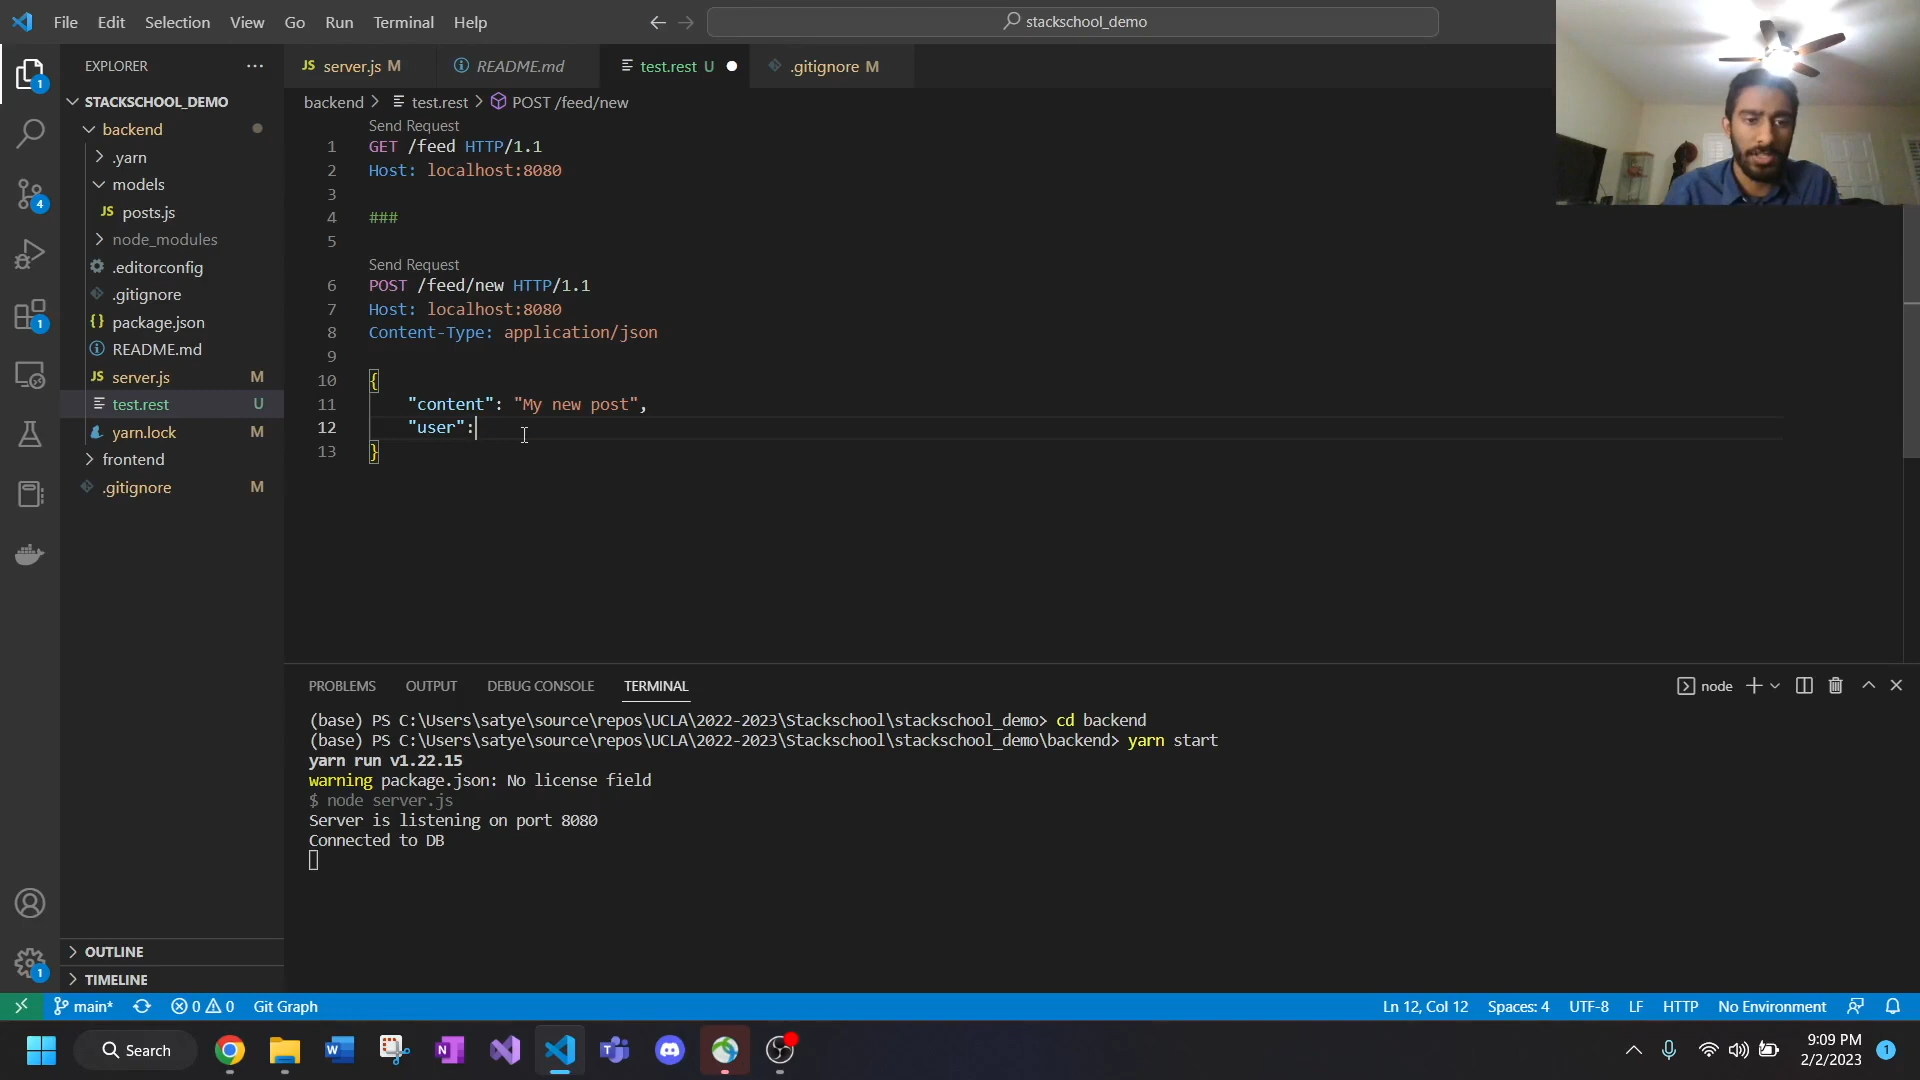 File Edit Selection View Go Run Terminal Help
stackschool_demo
EXPLORER
STACKSCHOOL_DEMO
backend
.yarn
models
JS posts.js
node_modules
.editorconfig
.gitignore
{} package.json
README.md
JS server.js M
test.rest U
yarn.lock M
frontend
.gitignore M
OUTLINE
TIMELINE
1
4
1
1
JS server.js M
README.md
test.rest U
.gitignore M
backend > test.rest > POST /feed/new
Send Request
1 GET /feed HTTP/1.1
2 Host: localhost:8080
3
4 ###
5
Send Request
6 POST /feed/new HTTP/1.1
7 Host: localhost:8080
8 Content-Type: application/json
9
10 {
11 "content": "My new post",
12 "user":
13 }
PROBLEMS OUTPUT DEBUG CONSOLE TERMINAL
node
(base) PS C:\Users\satye\source\repos\UCLA\2022-2023\Stackschool\stackschool_demo> cd backend
(base) PS C:\Users\satye\source\repos\UCLA\2022-2023\Stackschool\stackschool_demo\backend> yarn start
yarn run v1.22.15
warning package.json: No license field
$ node server.js
Server is listening on port 8080
Connected to DB
main* 0 0 Git Graph
Ln 12, Col 12 Spaces: 4 UTF-8 LF HTTP No Environment
Search
W
N
9:09 PM
2/2/2023
1